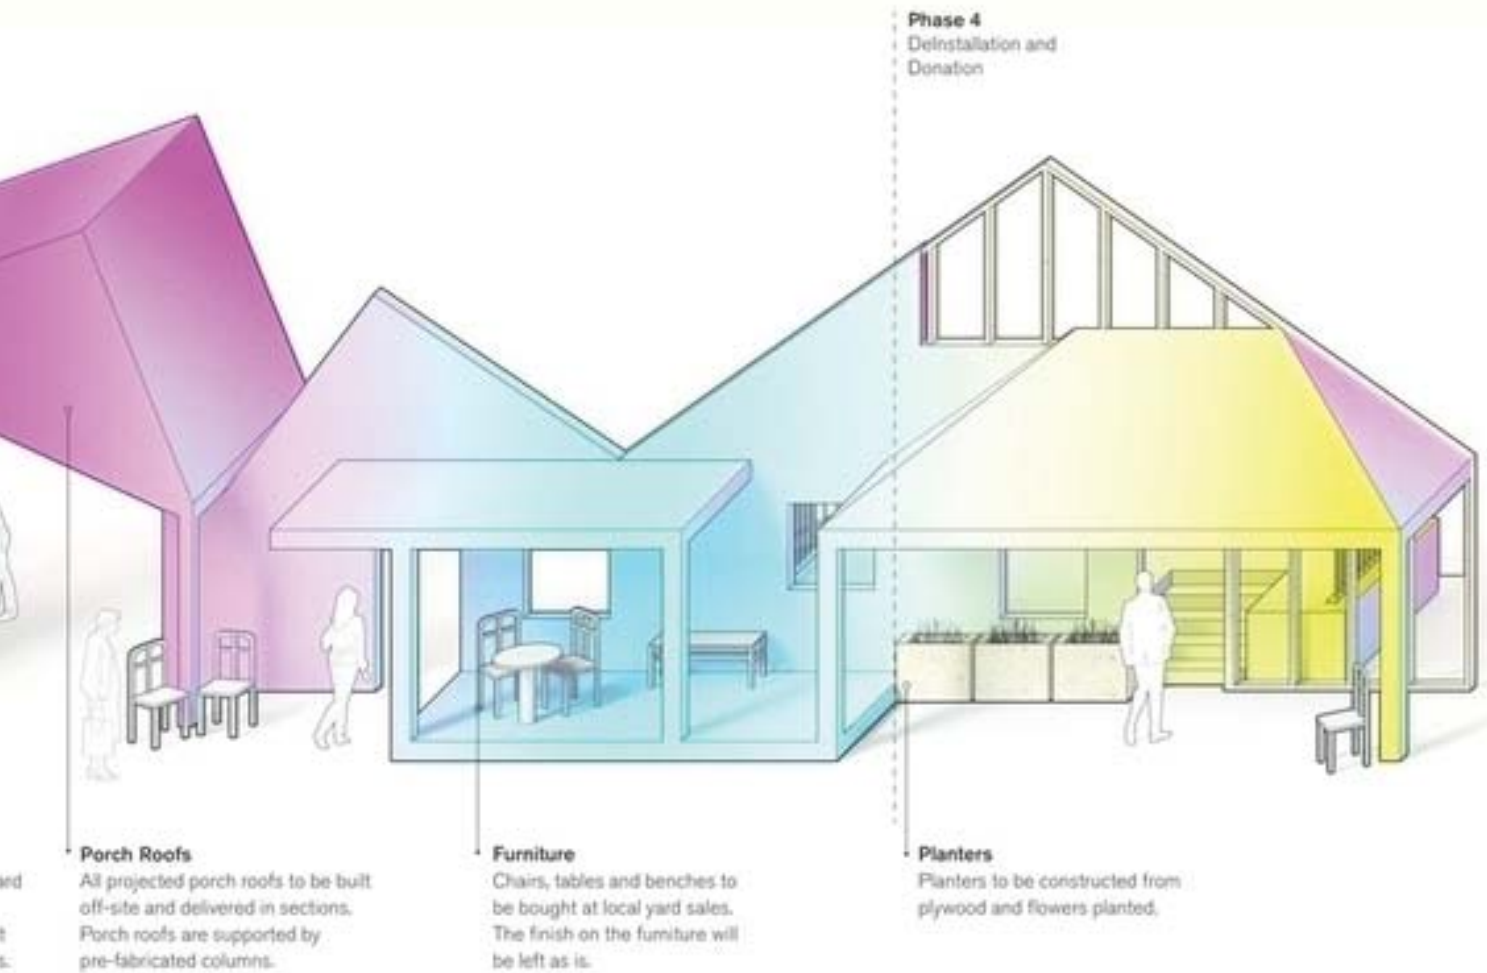 Phase 4
DeInstallation and
Donation
ard
t
s.
Porch Roofs
All projected porch roofs to be built
off-site and delivered in sections.
Porch roofs are supported by
pre-fabricated columns.
Furniture
Chairs, tables and benches to
be bought at local yard sales.
The finish on the furniture will
be left as is.
Planters
Planters to be constructed from
plywood and flowers planted.